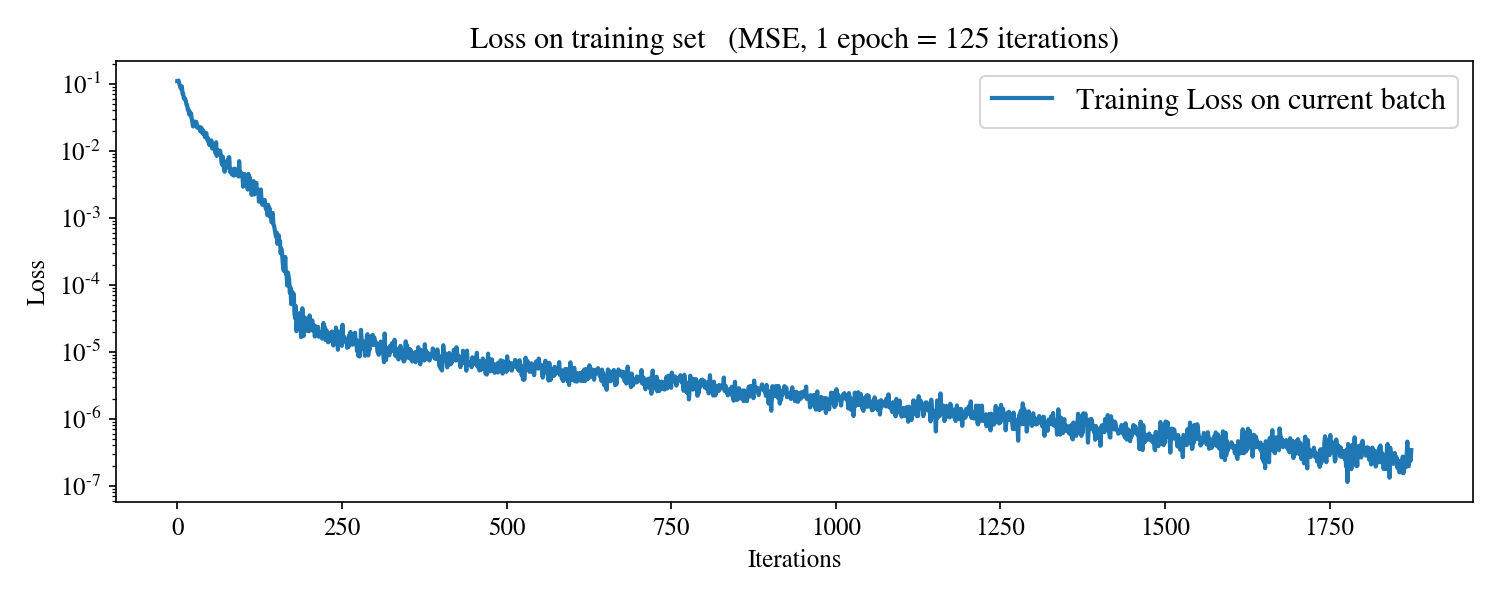 Loss on training set (MSE, 1 epoch = 125 iterations)
Training Loss on current batch
Loss
10^-1
10^-2
10^-3
10^-4
10^-5
10^-6
10^-7
0 250 500 750 1000 1250 1500 1750
Iterations